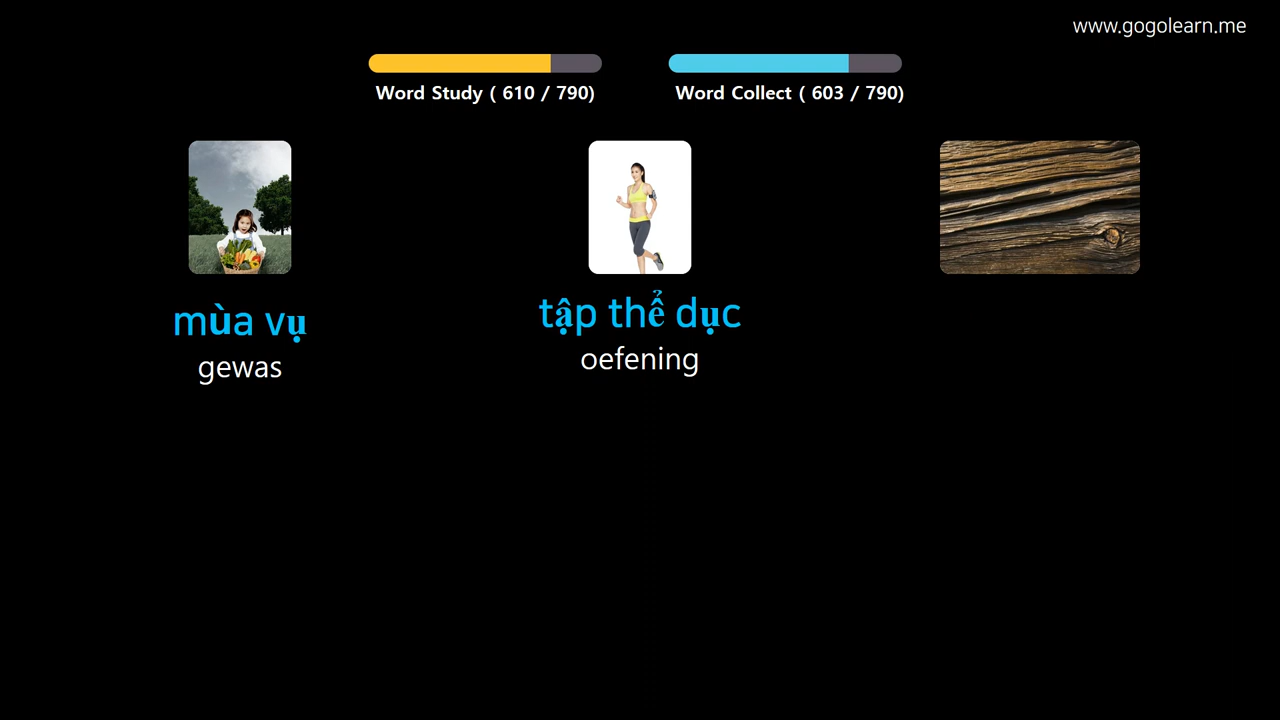 www.gogolearn.me
Word Study ( 610 / 790)
Word Collect ( 603 / 790)
mùa vụ
gewas
tập thể dục
oefening